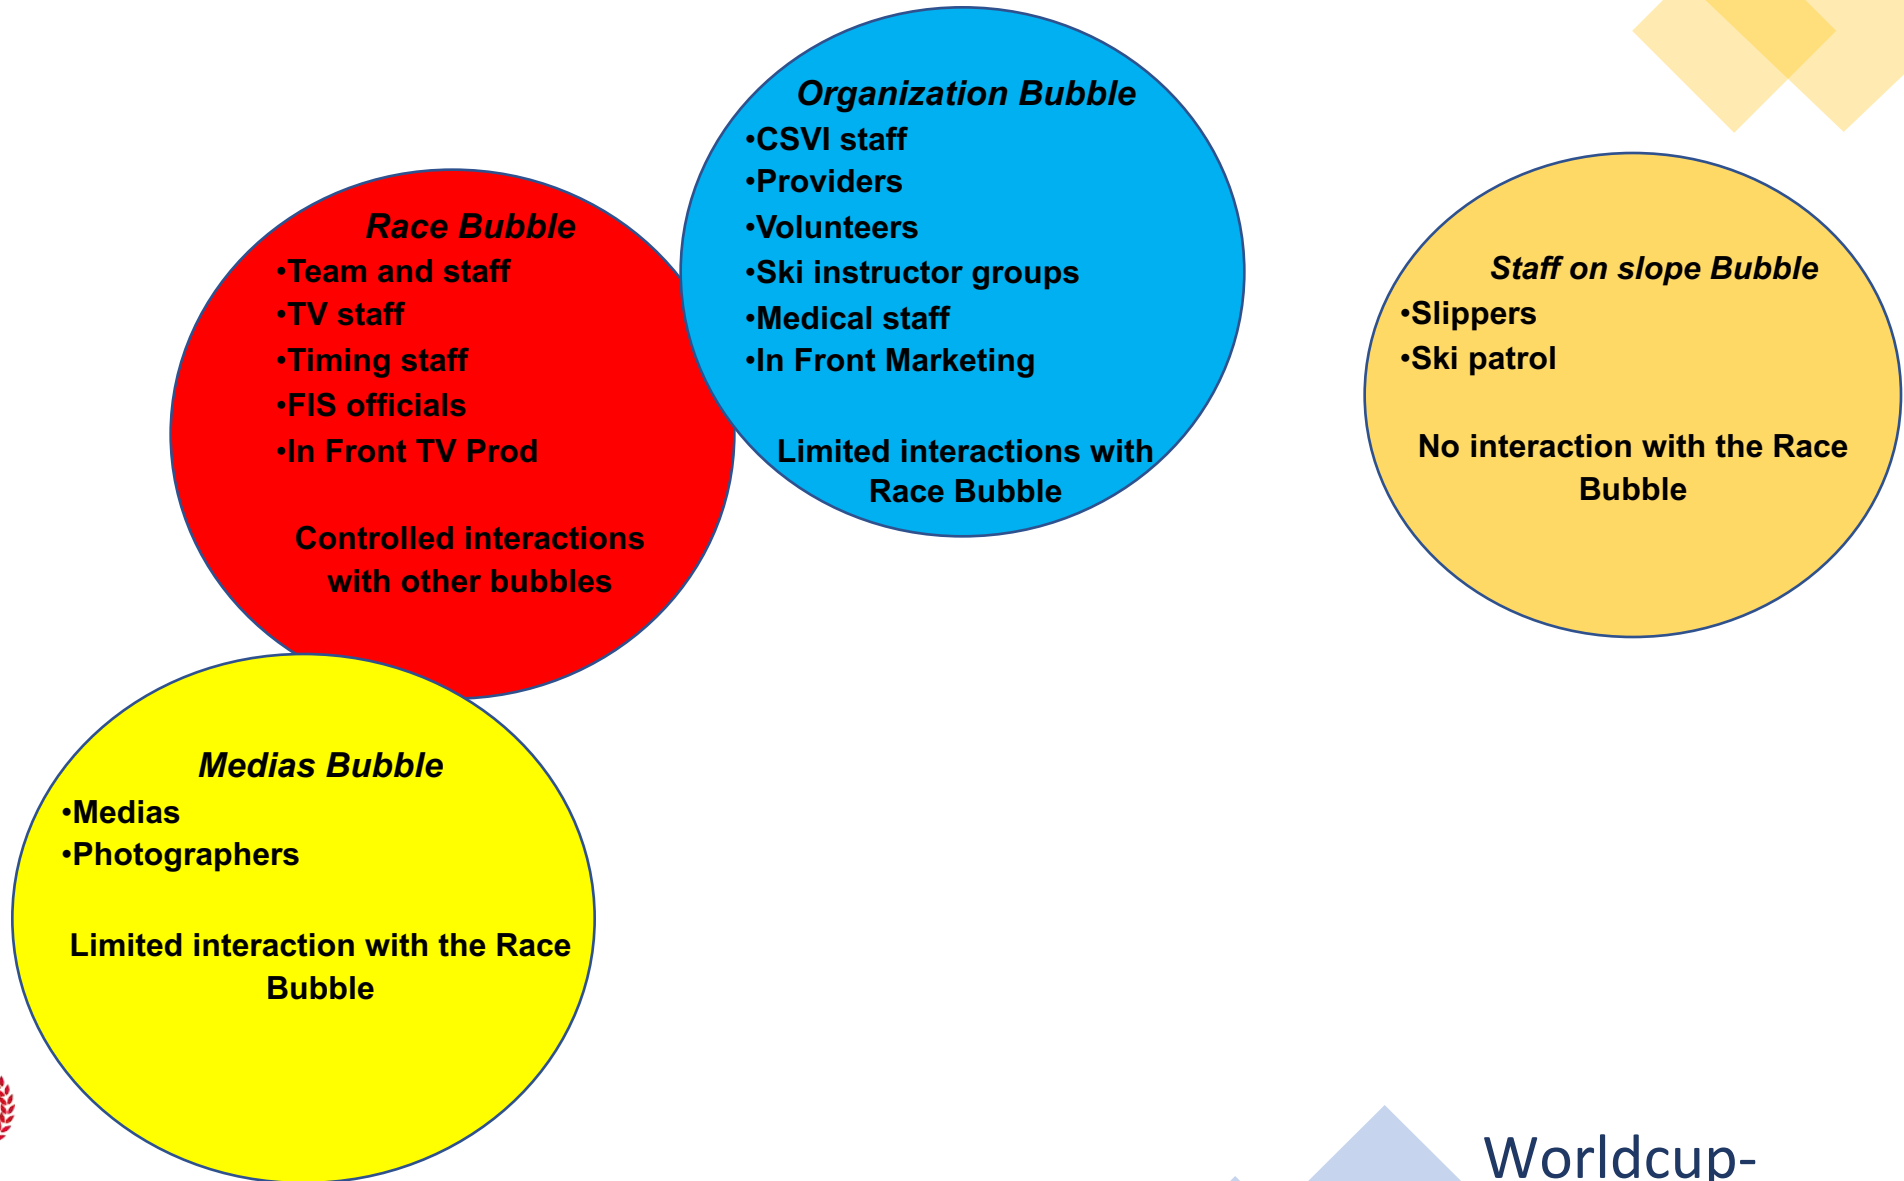 Organization Bubble
•CSVI staff
•Providers
•Volunteers
•Ski instructor groups
•Medical staff
•In Front Marketing
Limited interactions with
Race Bubble
Race Bubble
•Team and staff
•TV staff
•Timing staff
•FIS officials
•In Front TV Prod
Controlled interactions
with other bubbles
Staff on slope Bubble
•Slippers
•Ski patrol
No interaction with the Race
Bubble
Medias Bubble
•Medias
•Photographers
Limited interaction with the Race
Bubble
Worldcup-